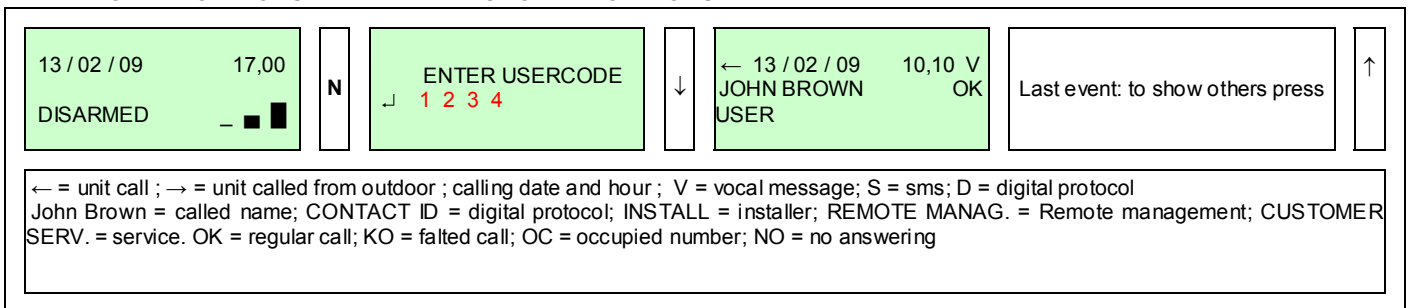 13 / 02 / 09 17,00
DISARMED
N
ENTER USERCODE
↵ 1 2 3 4
↓
← 13 / 02 / 09 10,10 V
JOHN BROWN OK
USER
Last event: to show others press
↑
← = unit call ; → = unit called from outdoor ; calling date and hour ; V = vocal message; S = sms; D = digital protocol
John Brown = called name; CONTACT ID = digital protocol; INSTALL = installer; REMOTE MANAG. = Remote management; CUSTOMER
SERV. = service. OK = regular call; KO = falted call; OC = occupied number; NO = no answering